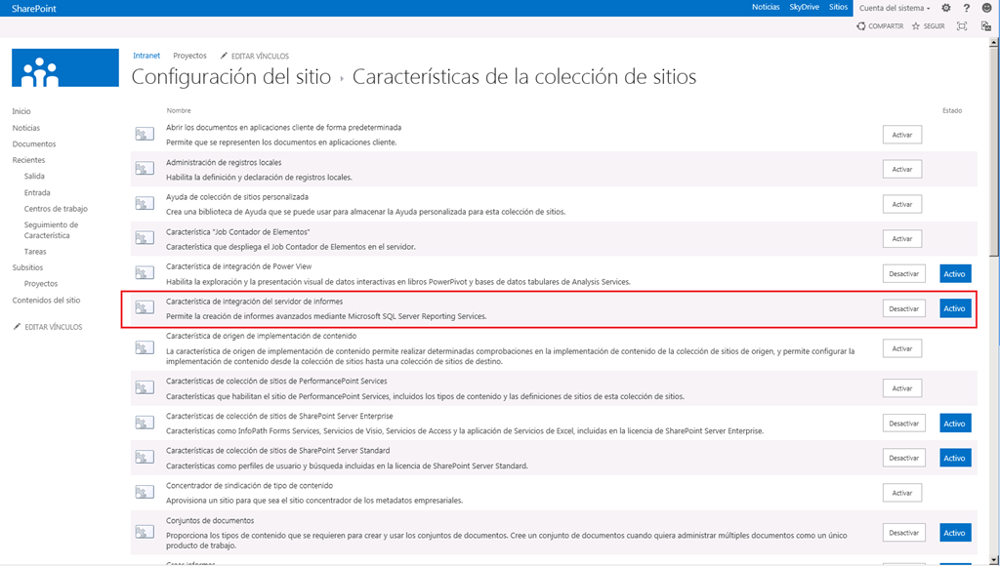 SharePoint
Noticias SkyDrive Sitios Cuenta del sistema
COMPARTIR SEGUIR
Intranet Proyectos EDITAR VÍNCULOS
Configuración del sitio › Características de la colección de sitios
Inicio
Noticias
Documentos
Recientes
Salida
Entrada
Centros de trabajo
Seguimiento de
Característica
Tareas
Subsitios
Proyectos
Contenidos del sitio
EDITAR VÍNCULOS
Nombre Estado
Abrir los documentos en aplicaciones cliente de forma predeterminada
Permite que se representen los documentos en aplicaciones cliente.
Activar
Administración de registros locales
Habilita la definición y declaración de registros locales.
Activar
Ayuda de colección de sitios personalizada
Crea una biblioteca de Ayuda que se puede usar para almacenar la Ayuda personalizada para esta colección de sitios.
Activar
Característica "Job Contador de Elementos"
Característica que despliega el Job Contador de Elementos en el servidor.
Activar
Característica de integración de Power View
Habilita la exploración y la presentación visual de datos interactivas en libros PowerPivot y bases de datos tabulares de Analysis Services.
Desactivar Activo
Característica de integración del servidor de informes
Permite la creación de informes avanzados mediante Microsoft SQL Server Reporting Services.
Desactivar Activo
Característica de origen de implementación de contenido
La característica de origen de implementación de contenido permite realizar determinadas comprobaciones en la implementación de contenido de la colección de sitios de origen, y permite configurar la
implementación de contenido desde la colección de sitios hasta una colección de sitios de destino.
Activar
Características de colección de sitios de PerformancePoint Services
Características que habilitan el sitio de PerformancePoint Services, incluidos los tipos de contenido y las definiciones de sitios de esta colección de sitios.
Activar
Características de colección de sitios de SharePoint Server Enterprise
Características como InfoPath Forms Services, Servicios de Visio, Servicios de Access y la aplicación de Servicios de Excel, incluidas en la licencia de SharePoint Server Enterprise.
Desactivar Activo
Características de colección de sitios de SharePoint Server Standard
Características como perfiles de usuario y búsqueda incluidas en la licencia de SharePoint Server Standard.
Desactivar Activo
Concentrador de sindicación de tipo de contenido
Aprovisiona un sitio para que sea el sitio concentrador de los metadatos empresariales.
Activar
Conjuntos de documentos
Proporciona los tipos de contenido que se requieren para crear y usar los conjuntos de documentos. Cree un conjunto de documentos cuando quiera administrar múltiples documentos como un único
producto de trabajo.
Desactivar Activo